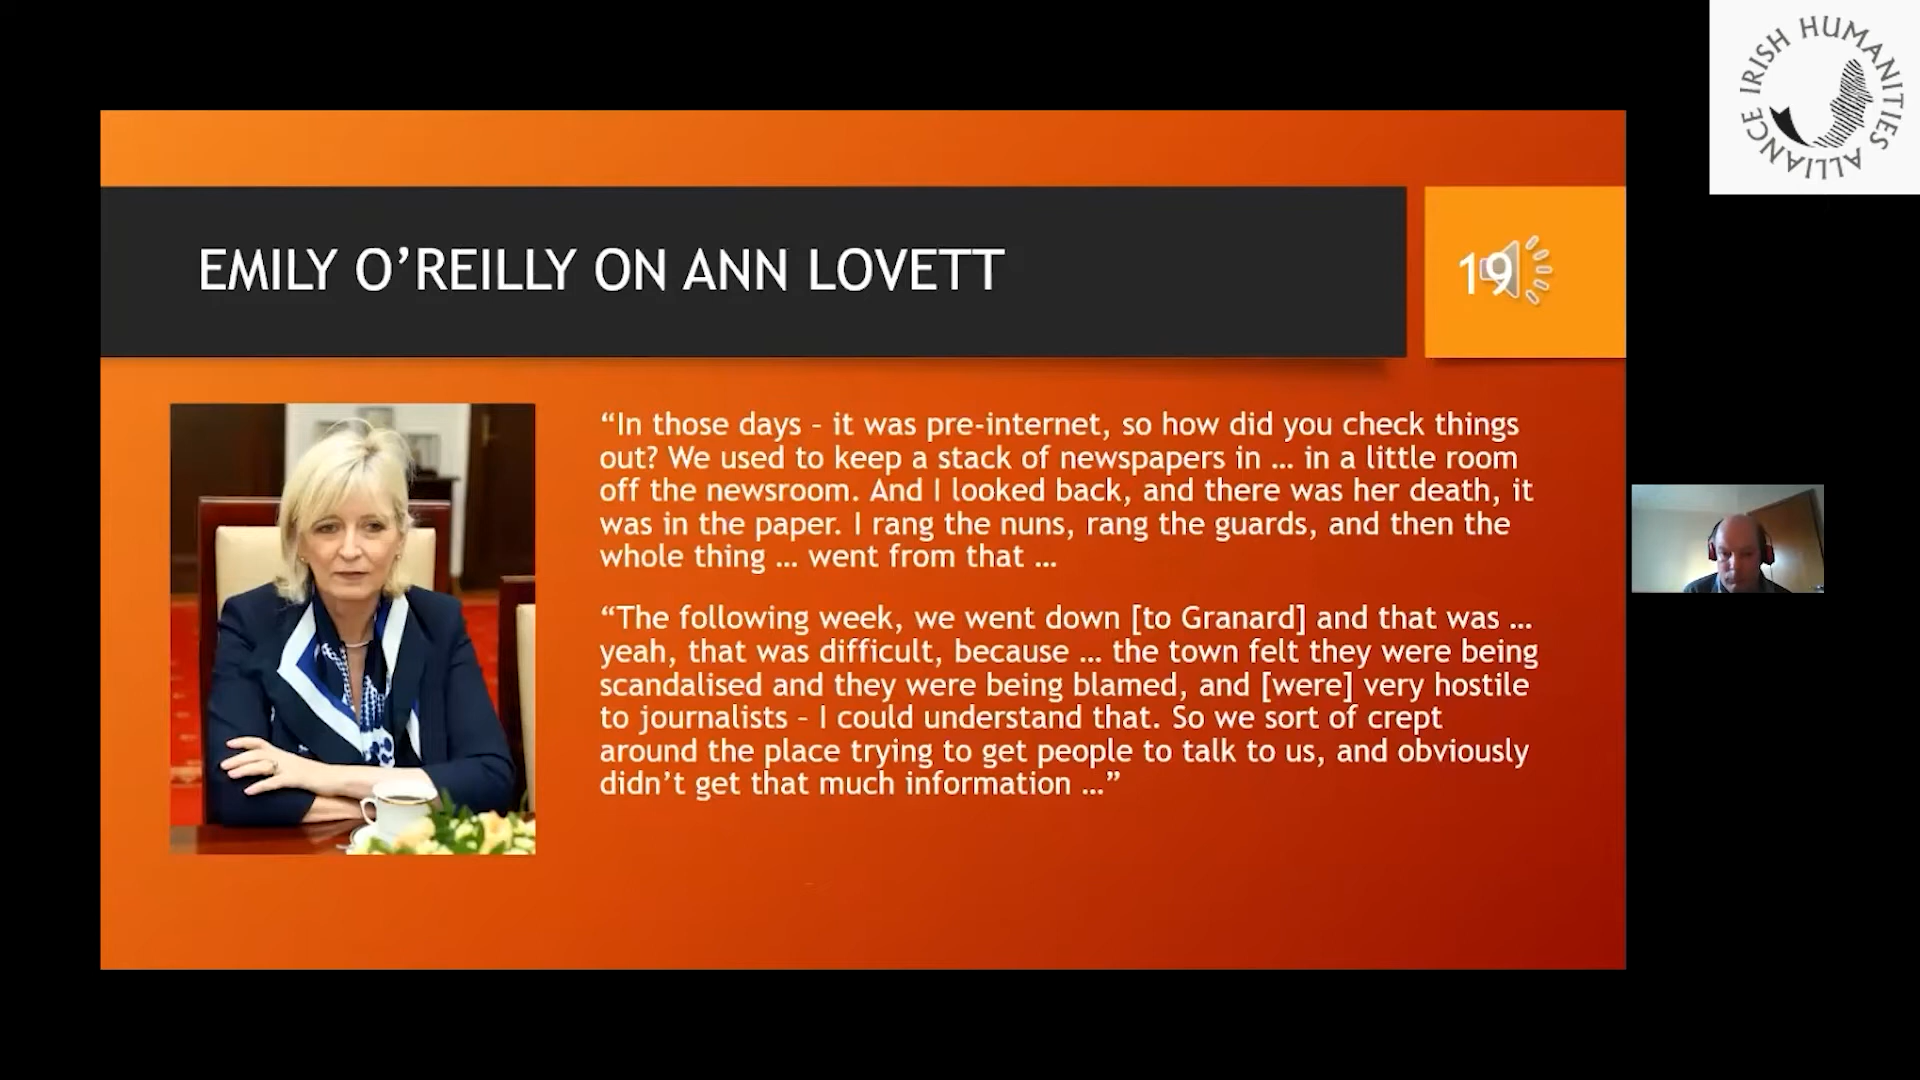 IRISH HUMANITIES ALLIANCE
EMILY O’REILLY ON ANN LOVETT
19
“In those days – it was pre-internet, so how did you check things
out? We used to keep a stack of newspapers in … in a little room
off the newsroom. And I looked back, and there was her death, it
was in the paper. I rang the nuns, rang the guards, and then the
whole thing … went from that …
“The following week, we went down [to Granard] and that was …
yeah, that was difficult, because … the town felt they were being
scandalised and they were being blamed, and [were] very hostile
to journalists – I could understand that. So we sort of crept
around the place trying to get people to talk to us, and obviously
didn’t get that much information …”